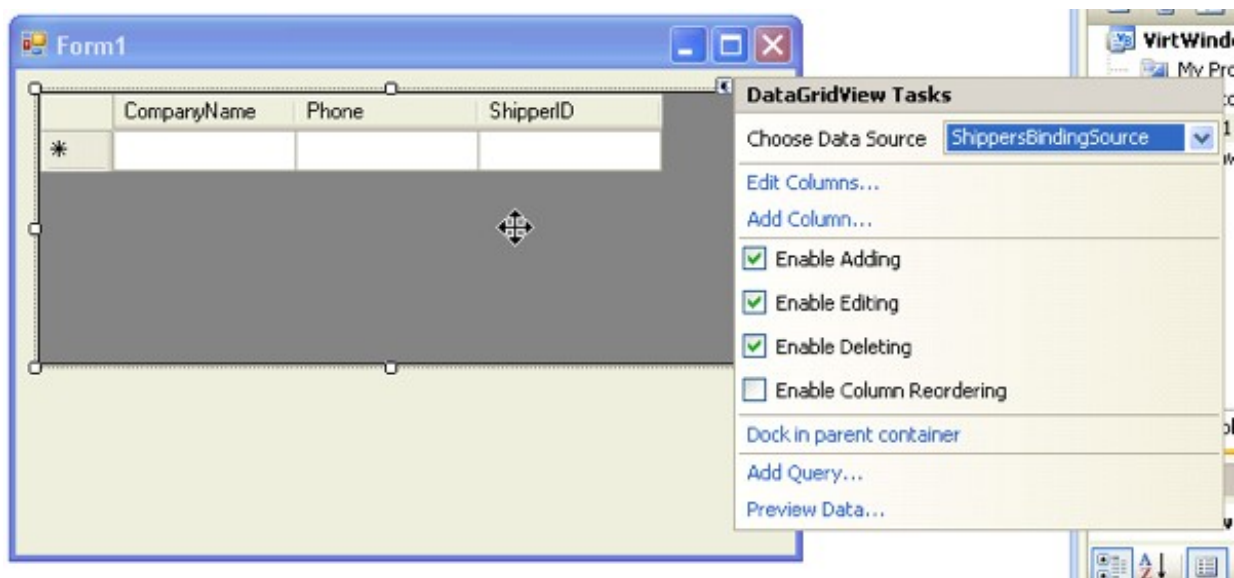 Form1
CompanyName Phone ShipperID
DataGridView Tasks
Choose Data Source ShippersBindingSource
Edit Columns...
Add Column...
Enable Adding
Enable Editing
Enable Deleting
Enable Column Reordering
Dock in parent container
Add Query...
Preview Data...
VirtWind
My Pro